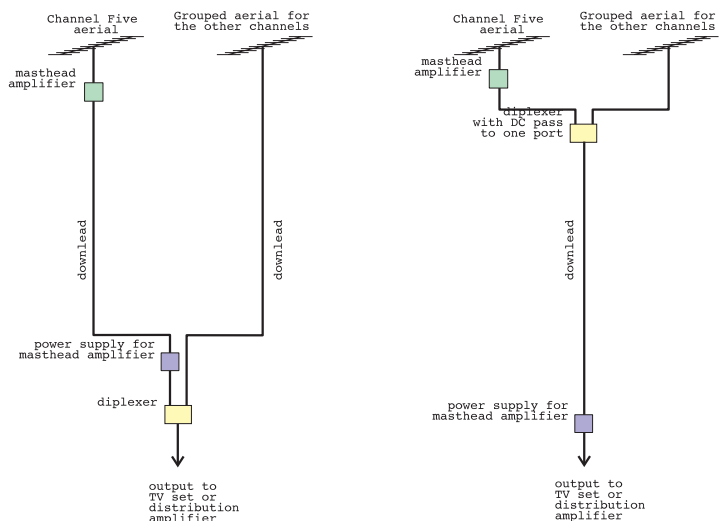 Channel Five
aerial
Grouped aerial for
the other channels
masthead
amplifier
downlead
downlead
power supply for
masthead amplifier
diplexer
output to
TV set or
distribution
amplifier
Channel Five
aerial
Grouped aerial for
the other channels
masthead
amplifier
diplexer
with DC pass
to one port
downlead
power supply for
masthead amplifier
output to
TV set or
distribution
amplifier